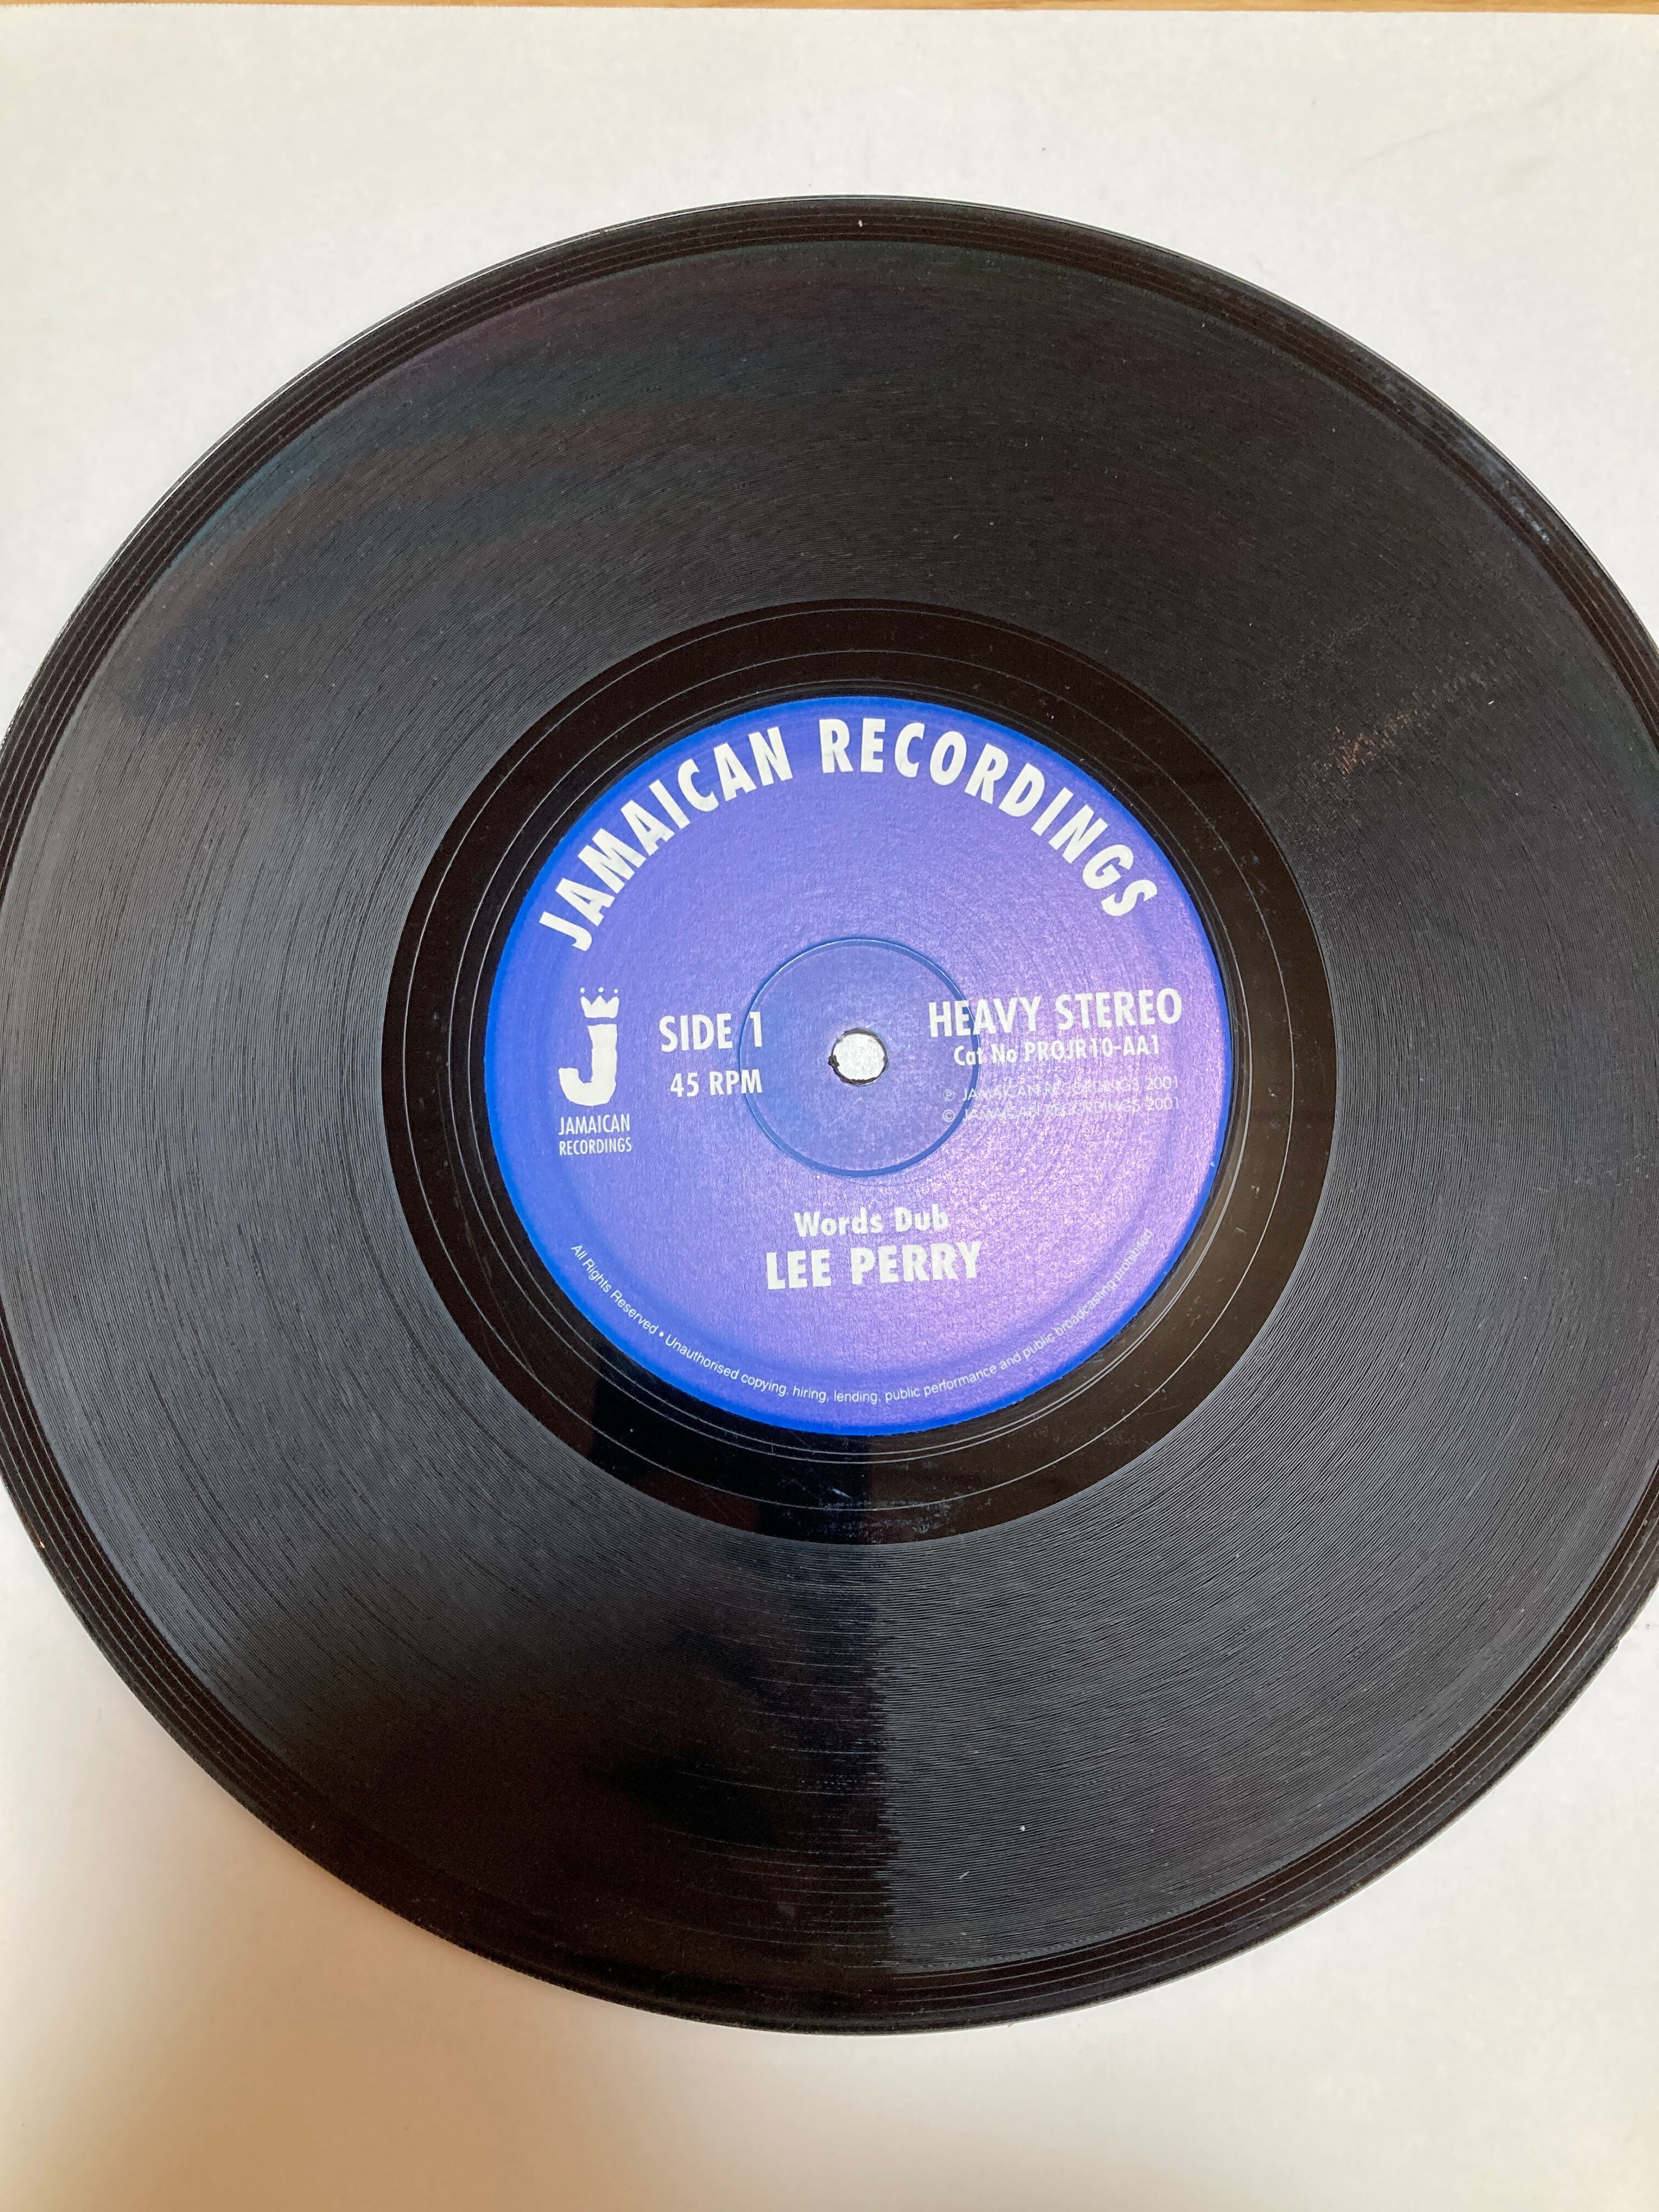 JAMAICAN RECORDINGS
JAMAICAN
RECORDINGS
SIDE 1
45 RPM
HEAVY STEREO
Cat No PROJR10-AA1
℗ JAMAICAN RECORDINGS 2001
© JAMAICAN RECORDINGS 2001
Words Dub
LEE PERRY
All Rights Reserved • Unauthorised copying, hiring, lending, public performance and public broadcasting prohibited